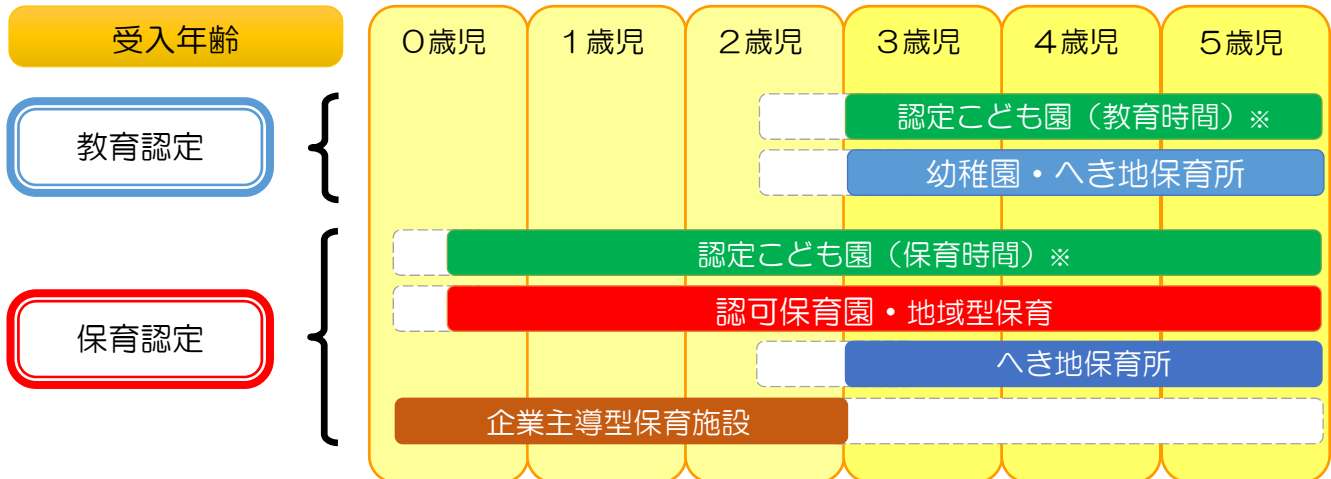 受入年齢
０歳児 １歳児 ２歳児 ３歳児 ４歳児 ５歳児
教育認定
認定こども園（教育時間）※
幼稚園・へき地保育所
保育認定
認定こども園（保育時間）※
認可保育園・地域型保育
へき地保育所
企業主導型保育施設